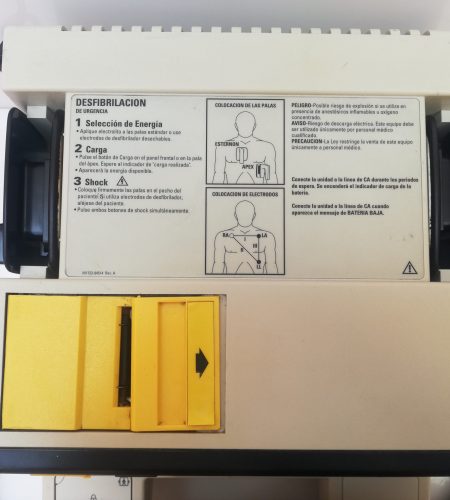 DESFIBRILACION
DE URGENCIA
1 Selección de Energía
• Aplique electrolito a las palas estándar o use
electrodos de desfibrilador desechables.
2 Carga
• Pulse el botón de Carga en el panel frontal o en la pala
del ápex. Espere al indicador de "carga realizada".
• Aparecerá la energía disponible.
3 Shock
• Coloque firmemente las palas en el pecho del
paciente! Si utiliza electrodos de desfibrilador,
aléjese del paciente.
• Pulse ambos botones de shock simultáneamente.
COLOCACION DE LAS PALAS
ESTERNON
APEX
COLOCACION DE ELECTRODOS
RA
I
LA
II
III
LL
PELIGRO-Posible riesgo de explosión si se utiliza en
presencia de anestésicos inflamables u oxígeno
concentrado.
AVISO-Riesgo de descarga eléctrica. Este equipo debe
ser utilizado únicamente por personal médico
cualificado.
PRECAUCION-La Ley restringe la venta de este equipo
únicamente a personal médico.
Conecte la unidad a la línea de CA durante los períodos
de espera. Se encenderá el indicador de carga de la
batería.
Conecte la unidad a la línea de CA cuando
aparezca el mensaje de BATERIA BAJA.